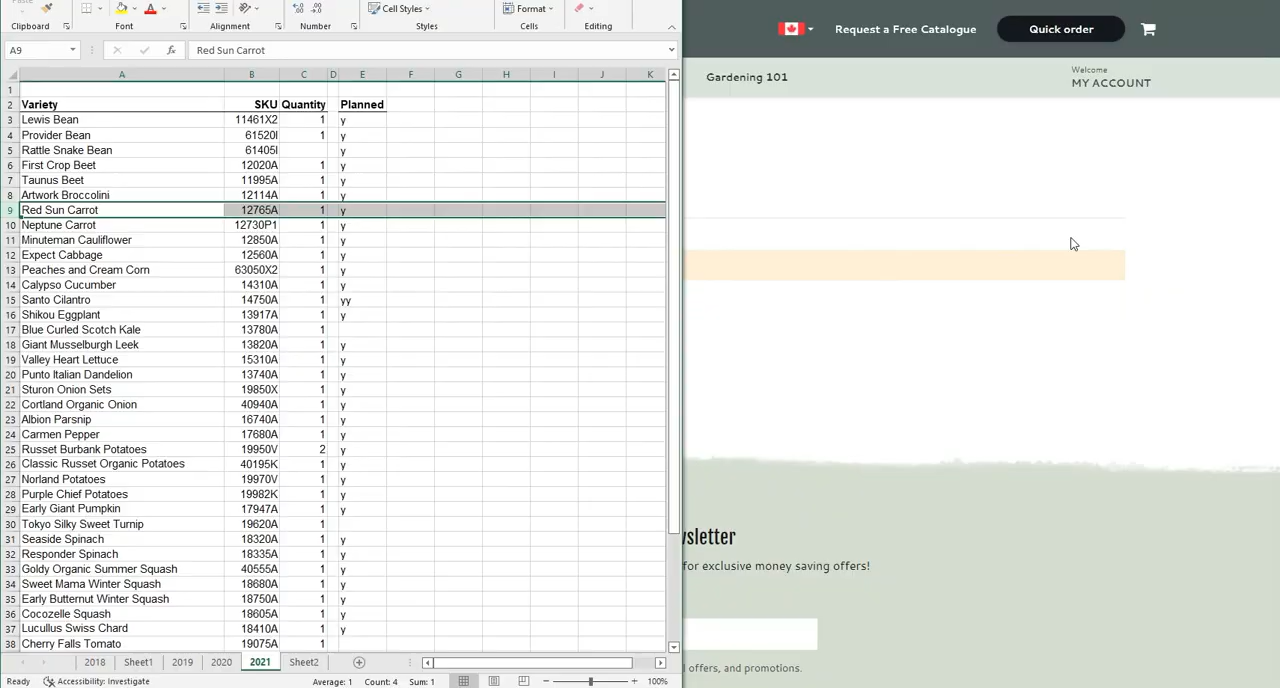 Cell Styles
Format
Clipboard Font Alignment Number Styles Cells Editing
A9 fx Red Sun Carrot
A B C D E F G H I J K
1
2 Variety SKU Quantity Planned
3 Lewis Bean 11461X2 1 y
4 Provider Bean 61520I 1 y
5 Rattle Snake Bean 61405I y
6 First Crop Beet 12020A 1 y
7 Taunus Beet 11995A 1 y
8 Artwork Broccolini 12114A 1 y
9 Red Sun Carrot 12765A 1 y
10 Neptune Carrot 12730P1 1 y
11 Minuteman Cauliflower 12850A 1 y
12 Expect Cabbage 12560A 1 y
13 Peaches and Cream Corn 63050X2 1 y
14 Calypso Cucumber 14310A 1 y
15 Santo Cilantro 14750A 1 yy
16 Shikou Eggplant 13917A 1 y
17 Blue Curled Scotch Kale 13780A 1
18 Giant Musselburgh Leek 13820A 1 y
19 Valley Heart Lettuce 15310A 1 y
20 Punto Italian Dandelion 13740A 1 y
21 Sturon Onion Sets 19850X 1 y
22 Cortland Organic Onion 40940A 1 y
23 Albion Parsnip 16740A 1 y
24 Carmen Pepper 17680A 1 y
25 Russet Burbank Potatoes 19950V 2 y
26 Classic Russet Organic Potatoes 40195K 1 y
27 Norland Potatoes 19970V 1 y
28 Purple Chief Potatoes 19982K 1 y
29 Early Giant Pumpkin 17947A 1 y
30 Tokyo Silky Sweet Turnip 19620A 1
31 Seaside Spinach 18320A 1 y
32 Responder Spinach 18335A 1 y
33 Goldy Organic Summer Squash 40555A 1 y
34 Sweet Mama Winter Squash 18680A 1 y
35 Early Butternut Winter Squash 18750A 1 y
36 Cocozelle Squash 18605A 1 y
37 Lucullus Swiss Chard 18410A 1 y
38 Cherry Falls Tomato 19075A 1
2018 Sheet1 2019 2020 2021 Sheet2
Ready Accessibility: Investigate Average: 1 Count: 4 Sum: 1 100%
Request a Free Catalogue Quick order
Gardening 101
Welcome
MY ACCOUNT
wsletter
for exclusive money saving offers!
l offers, and promotions.